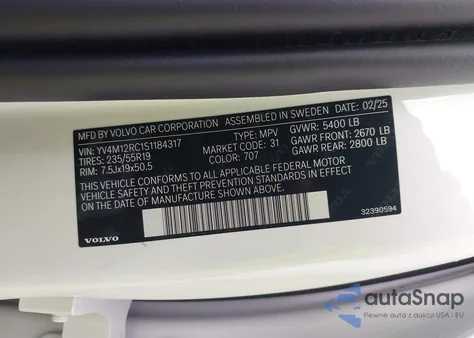 MFD BY VOLVO CAR CORPORATION ASSEMBLED IN SWEDEN 02/25
VIN: YV4M12RC1S1184317 TYPE: MPV GVWR: 5400 LB
TIRES: 235/55R19 MARKET CODE: 31 GAWR FRONT: 2670 LB
RIM: 7.5Jx19x50.5 COLOR: 707 GAWR REAR: 2800 LB
THIS VEHICLE CONFORMS TO ALL APPLICABLE FEDERAL MOTOR
VEHICLE SAFETY AND THEFT PREVENTION STANDARDS IN
EFFECT ON THE DATE OF MANUFACTURE SHOWN ABOVE.
VOLVO 32390594
autoSnap
Pewne auta z aukcji USA i EU